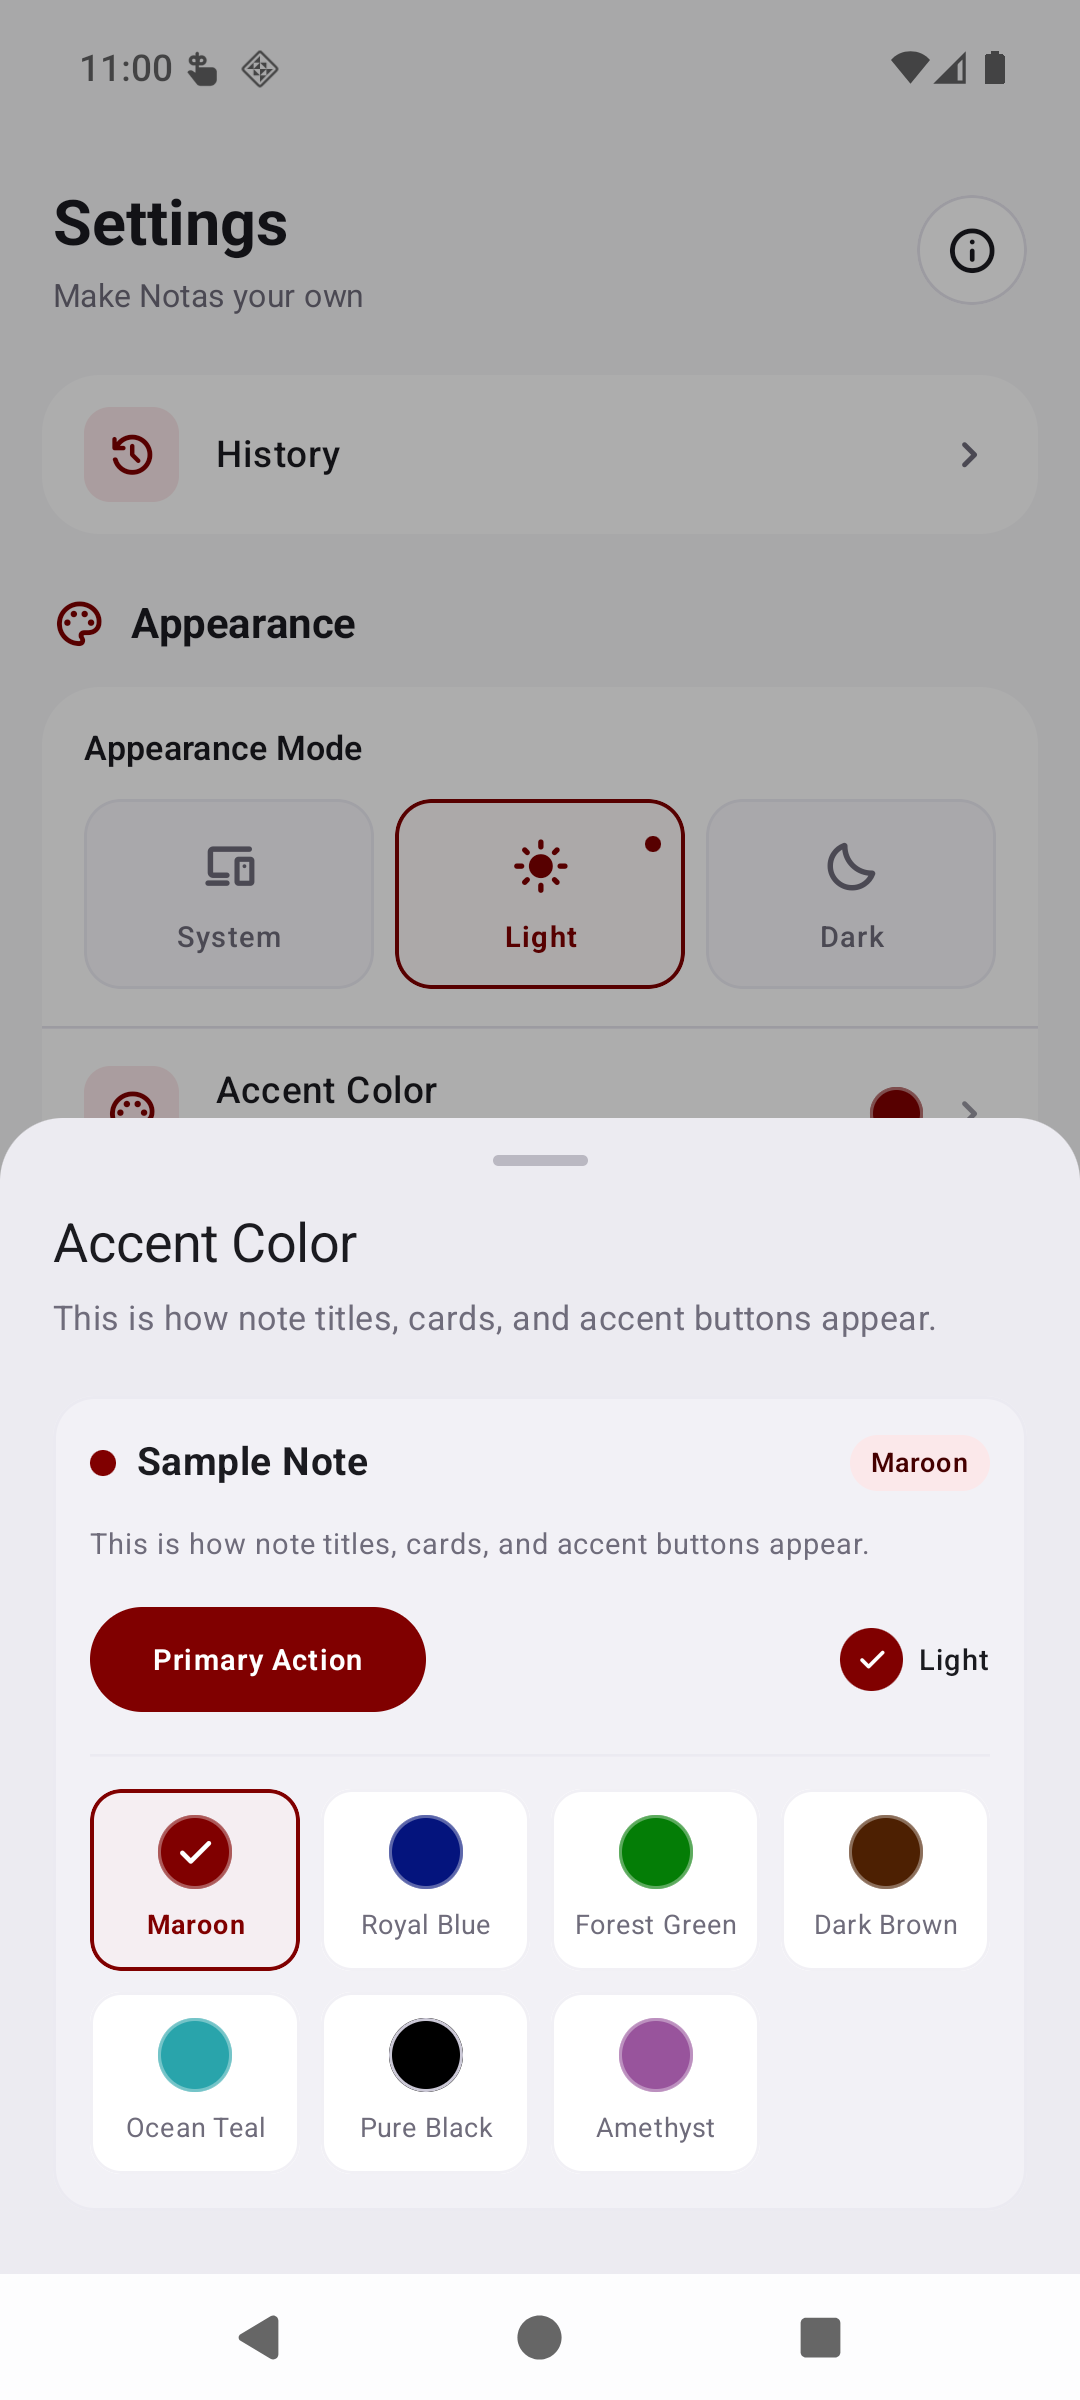 11:00
Settings
Make Notas your own
History
Appearance
Appearance Mode
System
Light
Dark
Accent Color
Accent Color
This is how note titles, cards, and accent buttons appear.
Sample Note
Maroon
This is how note titles, cards, and accent buttons appear.
Primary Action
Light
Maroon
Royal Blue
Forest Green
Dark Brown
Ocean Teal
Pure Black
Amethyst